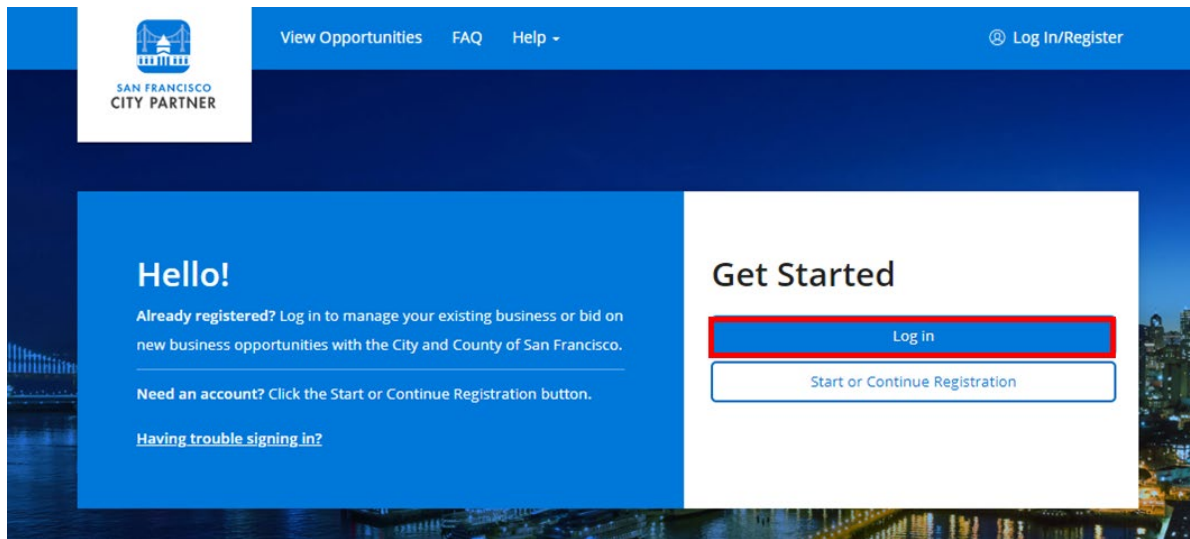 View Opportunities FAQ Help
Log In/Register
SAN FRANCISCO
CITY PARTNER
Hello!
Already registered? Log in to manage your existing business or bid on
new business opportunities with the City and County of San Francisco.
Need an account? Click the Start or Continue Registration button.
Having trouble signing in?
Get Started
Log in
Start or Continue Registration